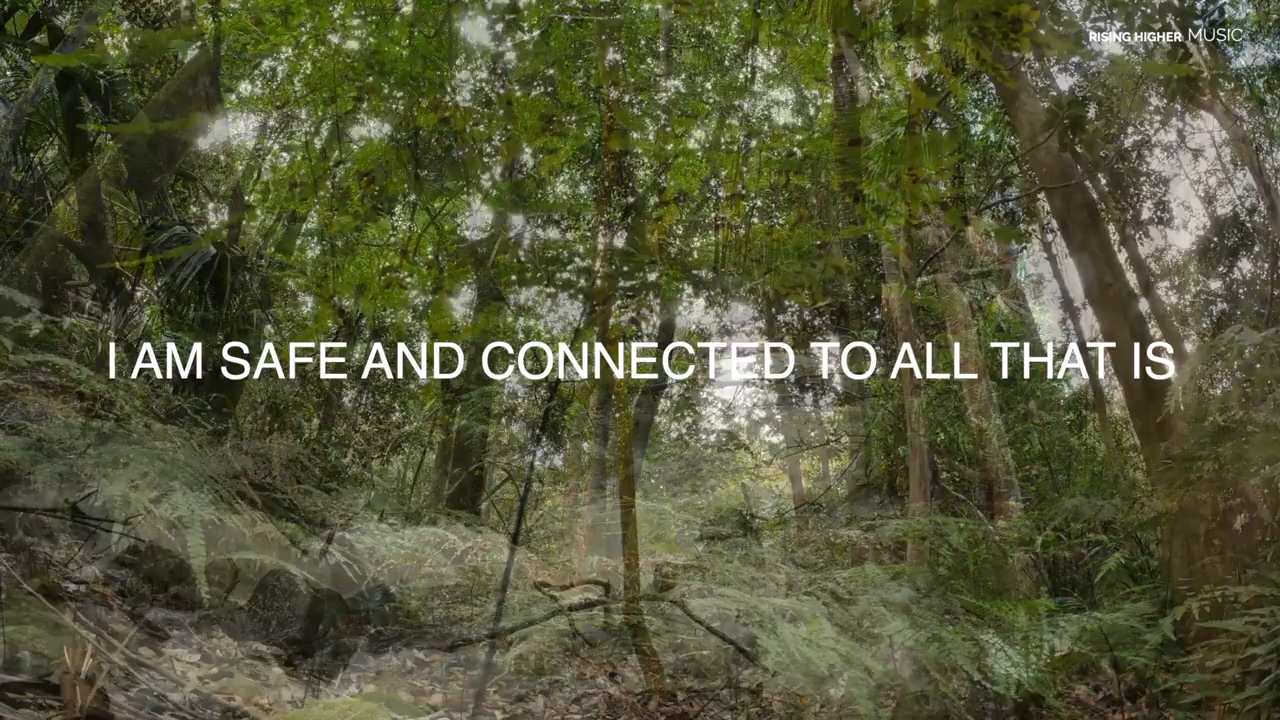 RISING HIGHER MUSIC
I AM SAFE AND CONNECTED TO ALL THAT IS